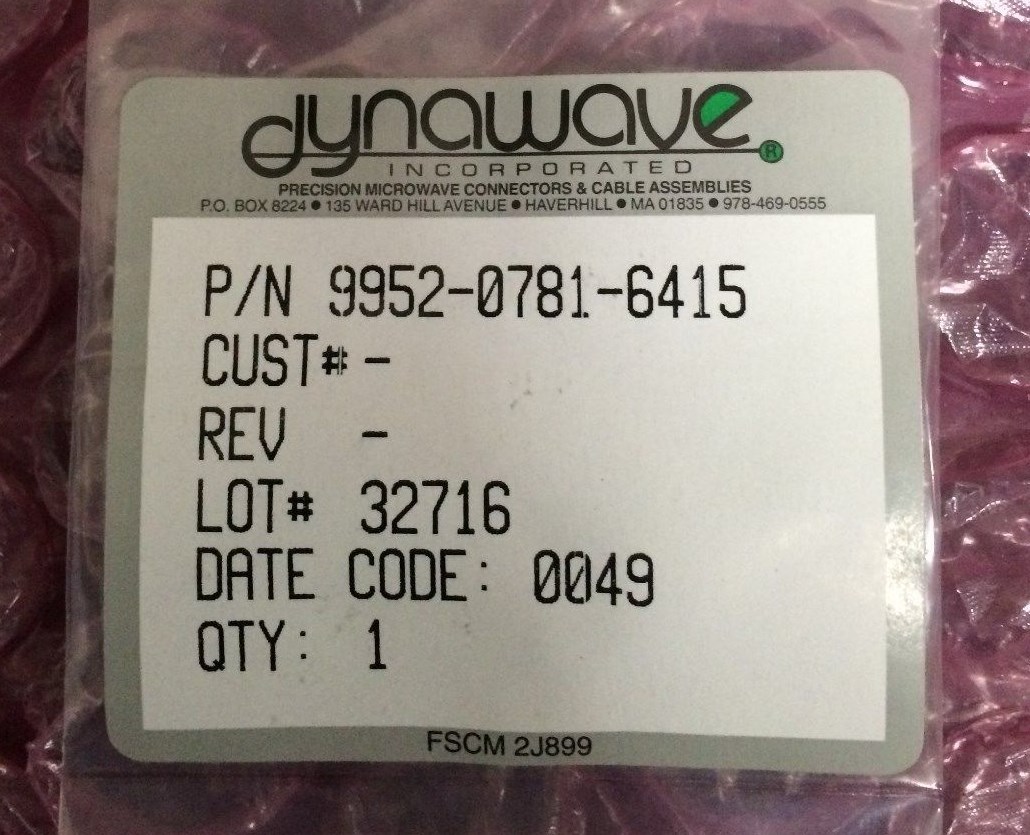 dynawave®
INCORPORATED
PRECISION MICROWAVE CONNECTORS & CABLE ASSEMBLIES
P.O. BOX 8224 ● 135 WARD HILL AVENUE ● HAVERHILL ● MA 01835 ● 978-469-0555
P/N 9952-0781-6415
CUST# -
REV -
LOT# 32716
DATE CODE: 0049
QTY: 1
FSCM 2J899